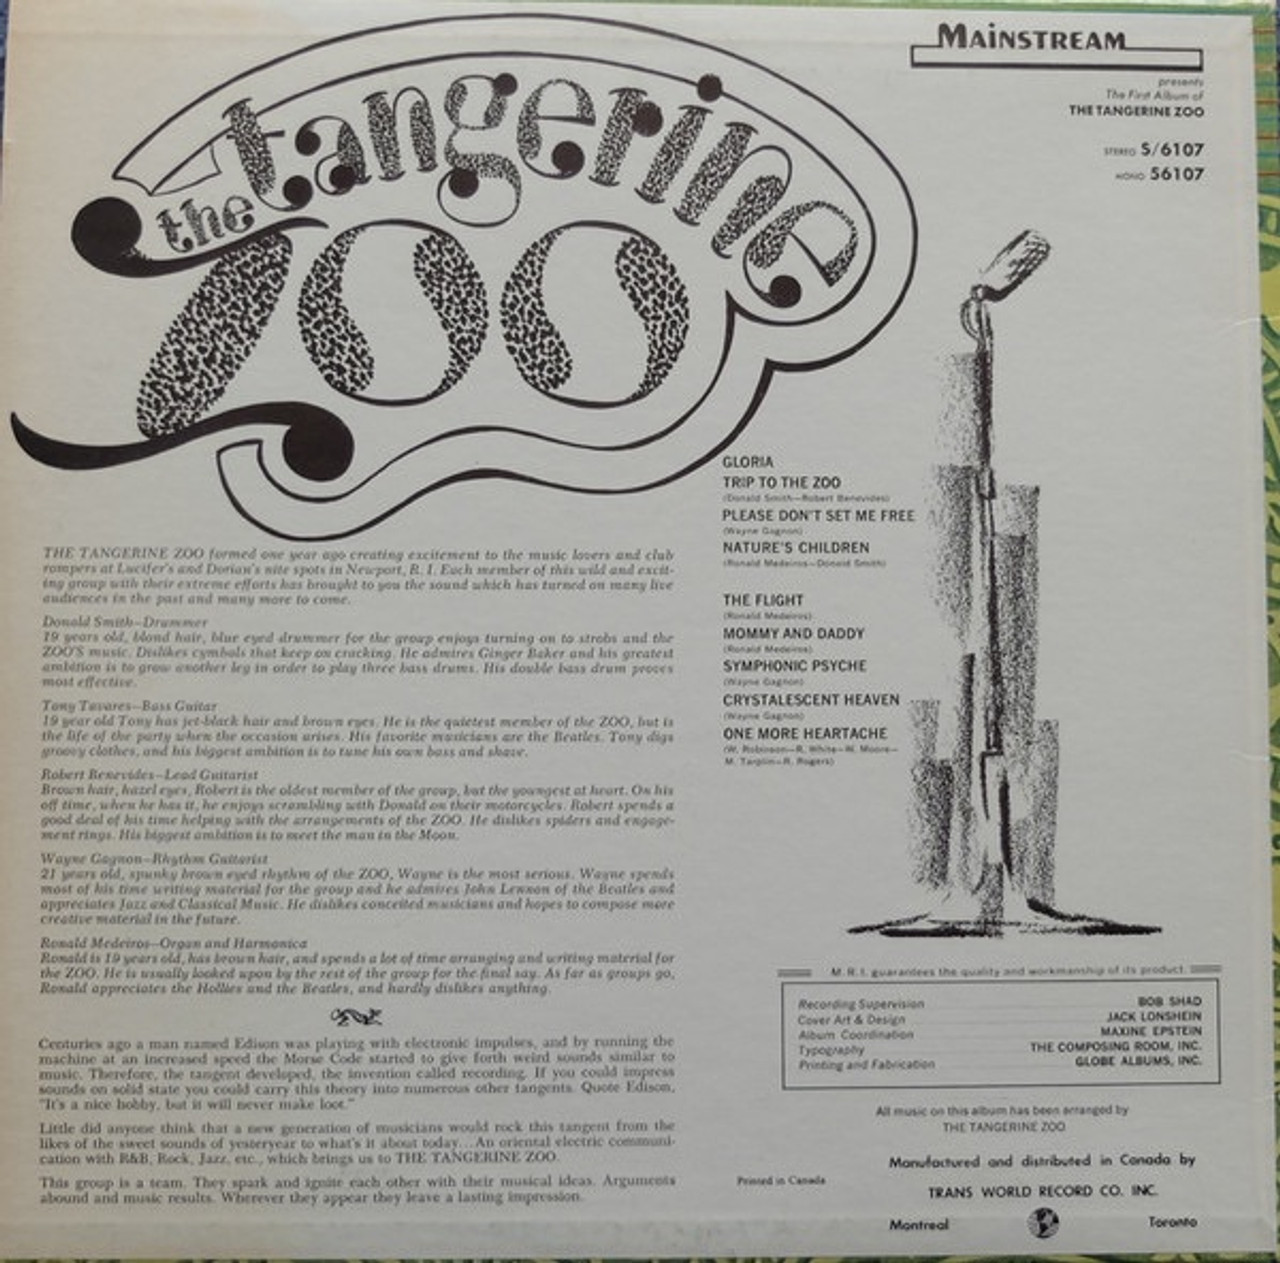 the tangerine
zoo
MAINSTREAM
presents
The First Album of
THE TANGERINE ZOO
STEREO S/6107
MONO 56107
GLORIA
TRIP TO THE ZOO
(Donald Smith—Robert Benevides)
PLEASE DON'T SET ME FREE
(Wayne Gagnon)
NATURE'S CHILDREN
(Ronald Medeiros—Donald Smith)
THE FLIGHT
(Ronald Medeiros)
MOMMY AND DADDY
(Ronald Medeiros)
SYMPHONIC PSYCHE
(Wayne Gagnon)
CRYSTALESCENT HEAVEN
(Wayne Gagnon)
ONE MORE HEARTACHE
(W. Robinson—R. White—W. Moore—
M. Tarplin—R. Rogers)
THE TANGERINE ZOO formed one year ago creating excitement to the music lovers and club
rompers at Lucifer's and Dorian's nite spots in Newport, R. I. Each member of this wild and excit-
ing group with their extreme efforts has brought to you the sound which has turned on many live
audiences in the past and many more to come.
Donald Smith—Drummer
19 years old, blond hair, blue eyed drummer for the group enjoys turning on to strobs and the
ZOO'S music. Dislikes cymbals that keep on cracking. He admires Ginger Baker and his greatest
ambition is to grow another leg in order to play three bass drums. His double bass drum proves
most effective.
Tony Tavares—Bass Guitar
19 year old Tony has jet-black hair and brown eyes. He is the quietest member of the ZOO, but is
the life of the party when the occasion arises. His favorite musicians are the Beatles. Tony digs
groovy clothes, and his biggest ambition is to tune his own bass and shave.
Robert Benevides—Lead Guitarist
Brown hair, hazel eyes, Robert is the oldest member of the group, but the youngest at heart. On his
off time, when he has it, he enjoys scrambling with Donald on their motorcycles. Robert spends a
good deal of his time helping with the arrangements of the ZOO. He dislikes spiders and engage-
ment rings. His biggest ambition is to meet the man in the Moon.
Wayne Gagnon—Rhythm Guitarist
21 years old, spunky brown eyed rhythm of the ZOO, Wayne is the most serious. Wayne spends
most of his time writing material for the group and he admires John Lennon of the Beatles and
appreciates Jazz and Classical Music. He dislikes conceited musicians and hopes to compose more
creative material in the future.
Ronald Medeiros—Organ and Harmonica
Ronald is 19 years old, has brown hair, and spends a lot of time arranging and writing material for
the ZOO. He is usually looked upon by the rest of the group for the final say. As far as groups go,
Ronald appreciates the Hollies and the Beatles, and hardly dislikes anything.
Centuries ago a man named Edison was playing with electronic impulses, and by running the
machine at an increased speed the Morse Code started to give forth weird sounds similar to
music. Therefore, the tangent developed, the invention called recording. If you could impress
sounds on solid state you could carry this theory into numerous other tangents. Quote Edison,
"It's a nice hobby, but it will never make loot."
Little did anyone think that a new generation of musicians would rock this tangent from the
likes of the sweet sounds of yesteryear to what's it about today...An oriental electric communi-
cation with R&B, Rock, Jazz, etc., which brings us to THE TANGERINE ZOO.
This group is a team. They spark and ignite each other with their musical ideas. Arguments
abound and music results. Wherever they appear they leave a lasting impression.
M.R.I. guarantees the quality and workmanship of its product.
Recording Supervision BOB SHAD
Cover Art & Design JACK LONSHEIN
Album Coordination MAXINE EPSTEIN
Typography THE COMPOSING ROOM, INC.
Printing and Fabrication GLOBE ALBUMS, INC.
All music on this album has been arranged by
THE TANGERINE ZOO
Manufactured and distributed in Canada by
Printed in Canada
TRANS WORLD RECORD CO. INC.
Montreal Toronto